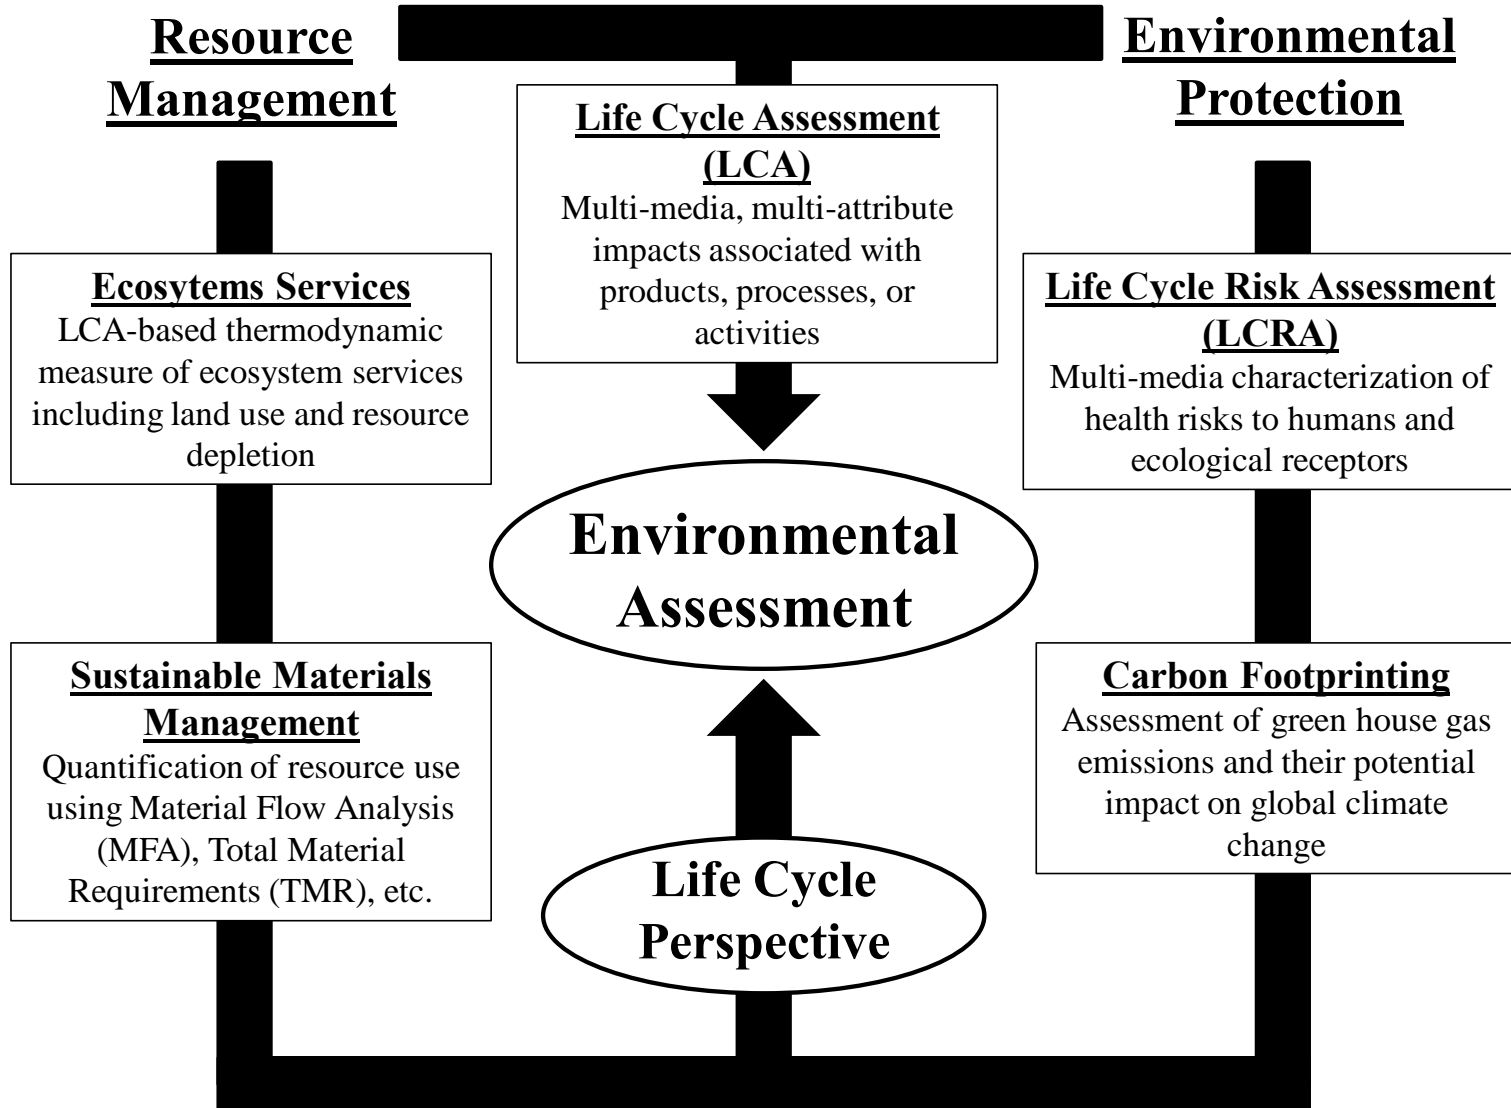 Resource
Management
Environmental
Protection
Life Cycle Assessment
(LCA)
Multi-media, multi-attribute
impacts associated with
products, processes, or
activities
Ecosytems Services
LCA-based thermodynamic
measure of ecosystem services
including land use and resource
depletion
Life Cycle Risk Assessment
(LCRA)
Multi-media characterization of
health risks to humans and
ecological receptors
Environmental
Assessment
Sustainable Materials
Management
Quantification of resource use
using Material Flow Analysis
(MFA), Total Material
Requirements (TMR), etc.
Carbon Footprinting
Assessment of green house gas
emissions and their potential
impact on global climate
change
Life Cycle
Perspective